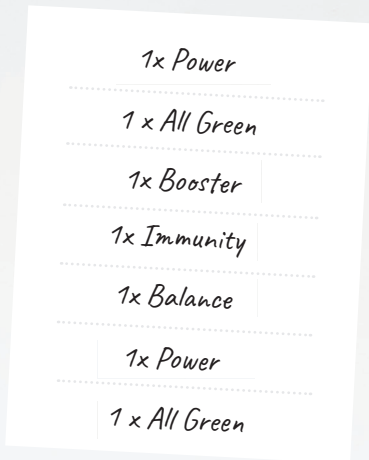 1x Power
1 x All Green
1x Booster
1x Immunity
1x Balance
1x Power
1 x All Green